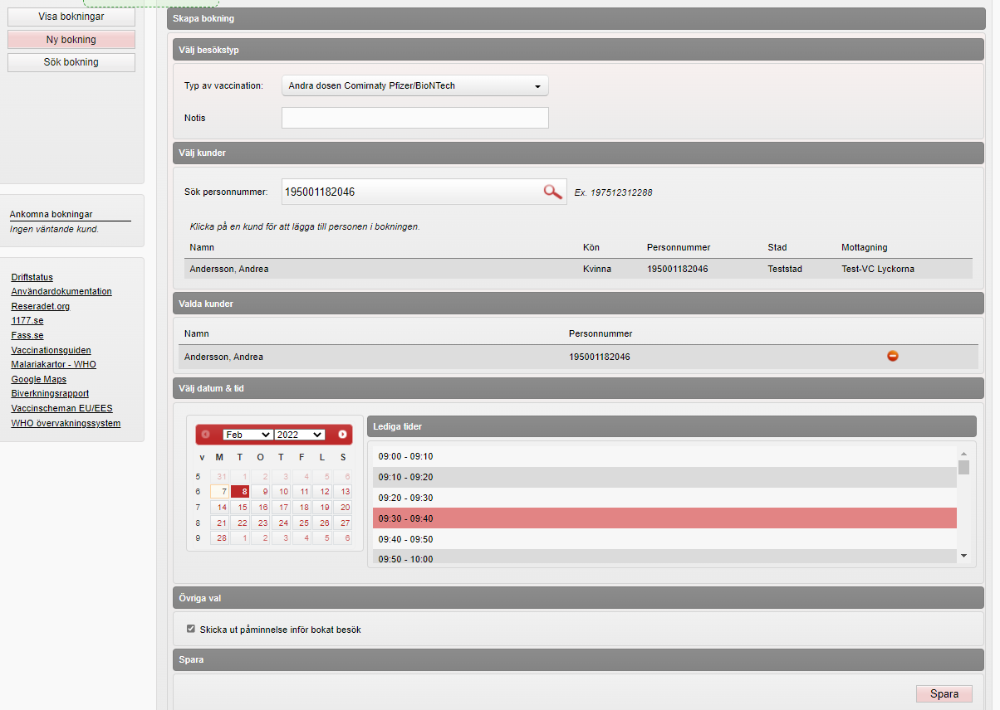 Visa bokningar
Ny bokning
Sök bokning
Ankomna bokningar
Ingen väntande kund.
Driftstatus
Användardokumentation
Reseradet.org
1177.se
Fass.se
Vaccinationsguiden
Malariakartor - WHO
Google Maps
Biverkningsrapport
Vaccinscheman EU/EES
WHO övervakningssystem
Skapa bokning
Välj besökstyp
Typ av vaccination: Andra dosen Comirnaty Pfizer/BioNTech
Notis
Välj kunder
Sök personnummer: 195001182046 Ex. 197512312288
Klicka på en kund för att lägga till personen i bokningen.
Namn Kön Personnummer Stad Mottagning
Andersson, Andrea Kvinna 195001182046 Teststad Test-VC Lyckorna
Valda kunder
Namn Personnummer
Andersson, Andrea 195001182046
Välj datum & tid
Feb 2022
v M T O T F L S
5 31 1 2 3 4 5 6
6 7 8 9 10 11 12 13
7 14 15 16 17 18 19 20
8 21 22 23 24 25 26 27
9 28 1 2 3 4 5 6
Lediga tider
09:00 - 09:10
09:10 - 09:20
09:20 - 09:30
09:30 - 09:40
09:40 - 09:50
09:50 - 10:00
Övriga val
Skicka ut påminnelse inför bokat besök
Spara
Spara